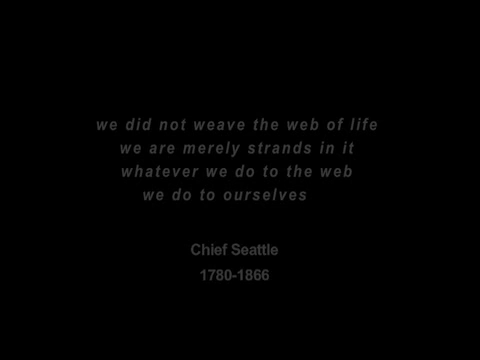 we did not weave the web of life
we are merely strands in it
whatever we do to the web
we do to ourselves
Chief Seattle
1780-1866